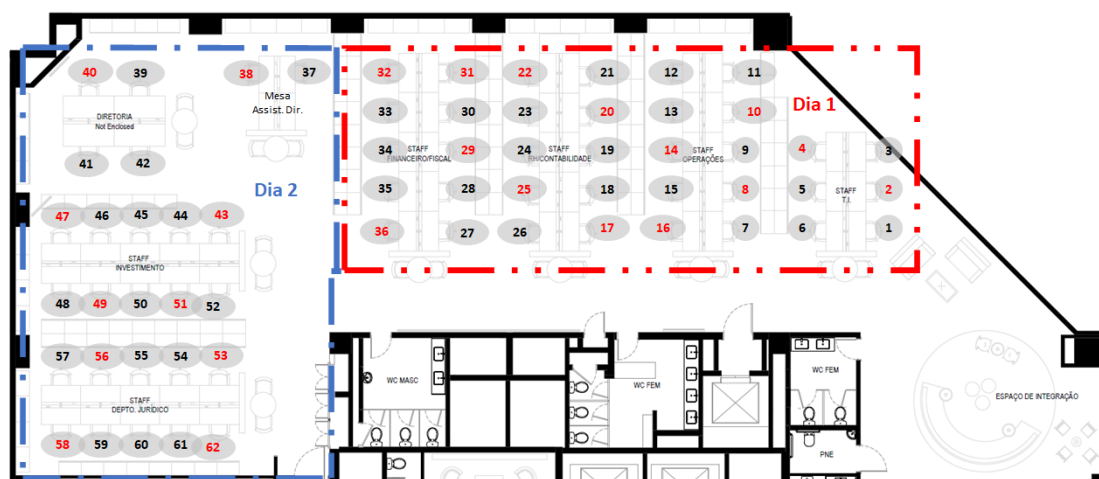 40 39 38 37 32 31 22 21 12 11
Mesa
Assist. Dir.
Dia 1
33 30 23 20 13 10
DIRETORIA
Not Enclosed
41 42
34 29 24 19 14 9 4 3
STAFF
FINANCEIRO/FISCAL
STAFF
RH/CONTABILIDADE
STAFF
OPERAÇÕES
Dia 2
35 28 25 18 15 8 5 2
STAFF
T.I.
47 46 45 44 43
36 27 26 17 16 7 6 1
STAFF
INVESTIMENTO
48 49 50 51 52
57 56 55 54 53
WC MASC
WC FEM
WC FEM
ESPAÇO DE INTEGRAÇÃO
STAFF
DEPTO. JURÍDICO
58 59 60 61 62
PNE